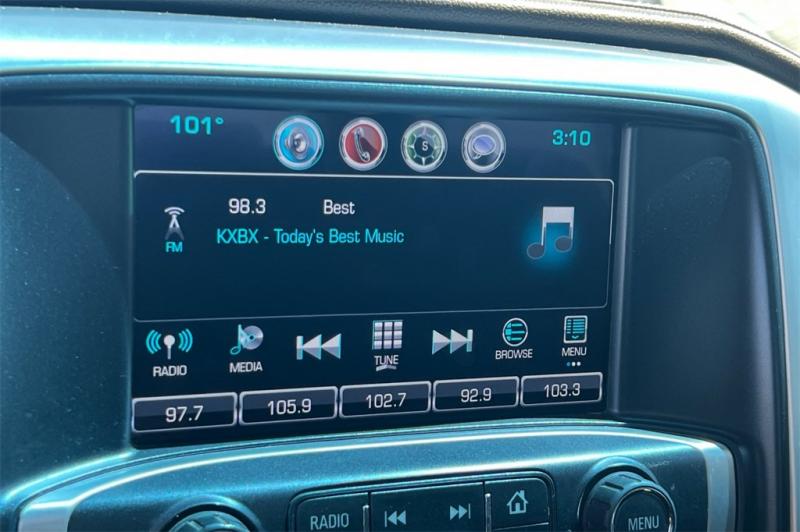 101°
S
3:10
98.3 Best
FM
KXBX - Today's Best Music
RADIO
MEDIA
TUNE
BROWSE
MENU
97.7
105.9
102.7
92.9
103.3
RADIO
MENU